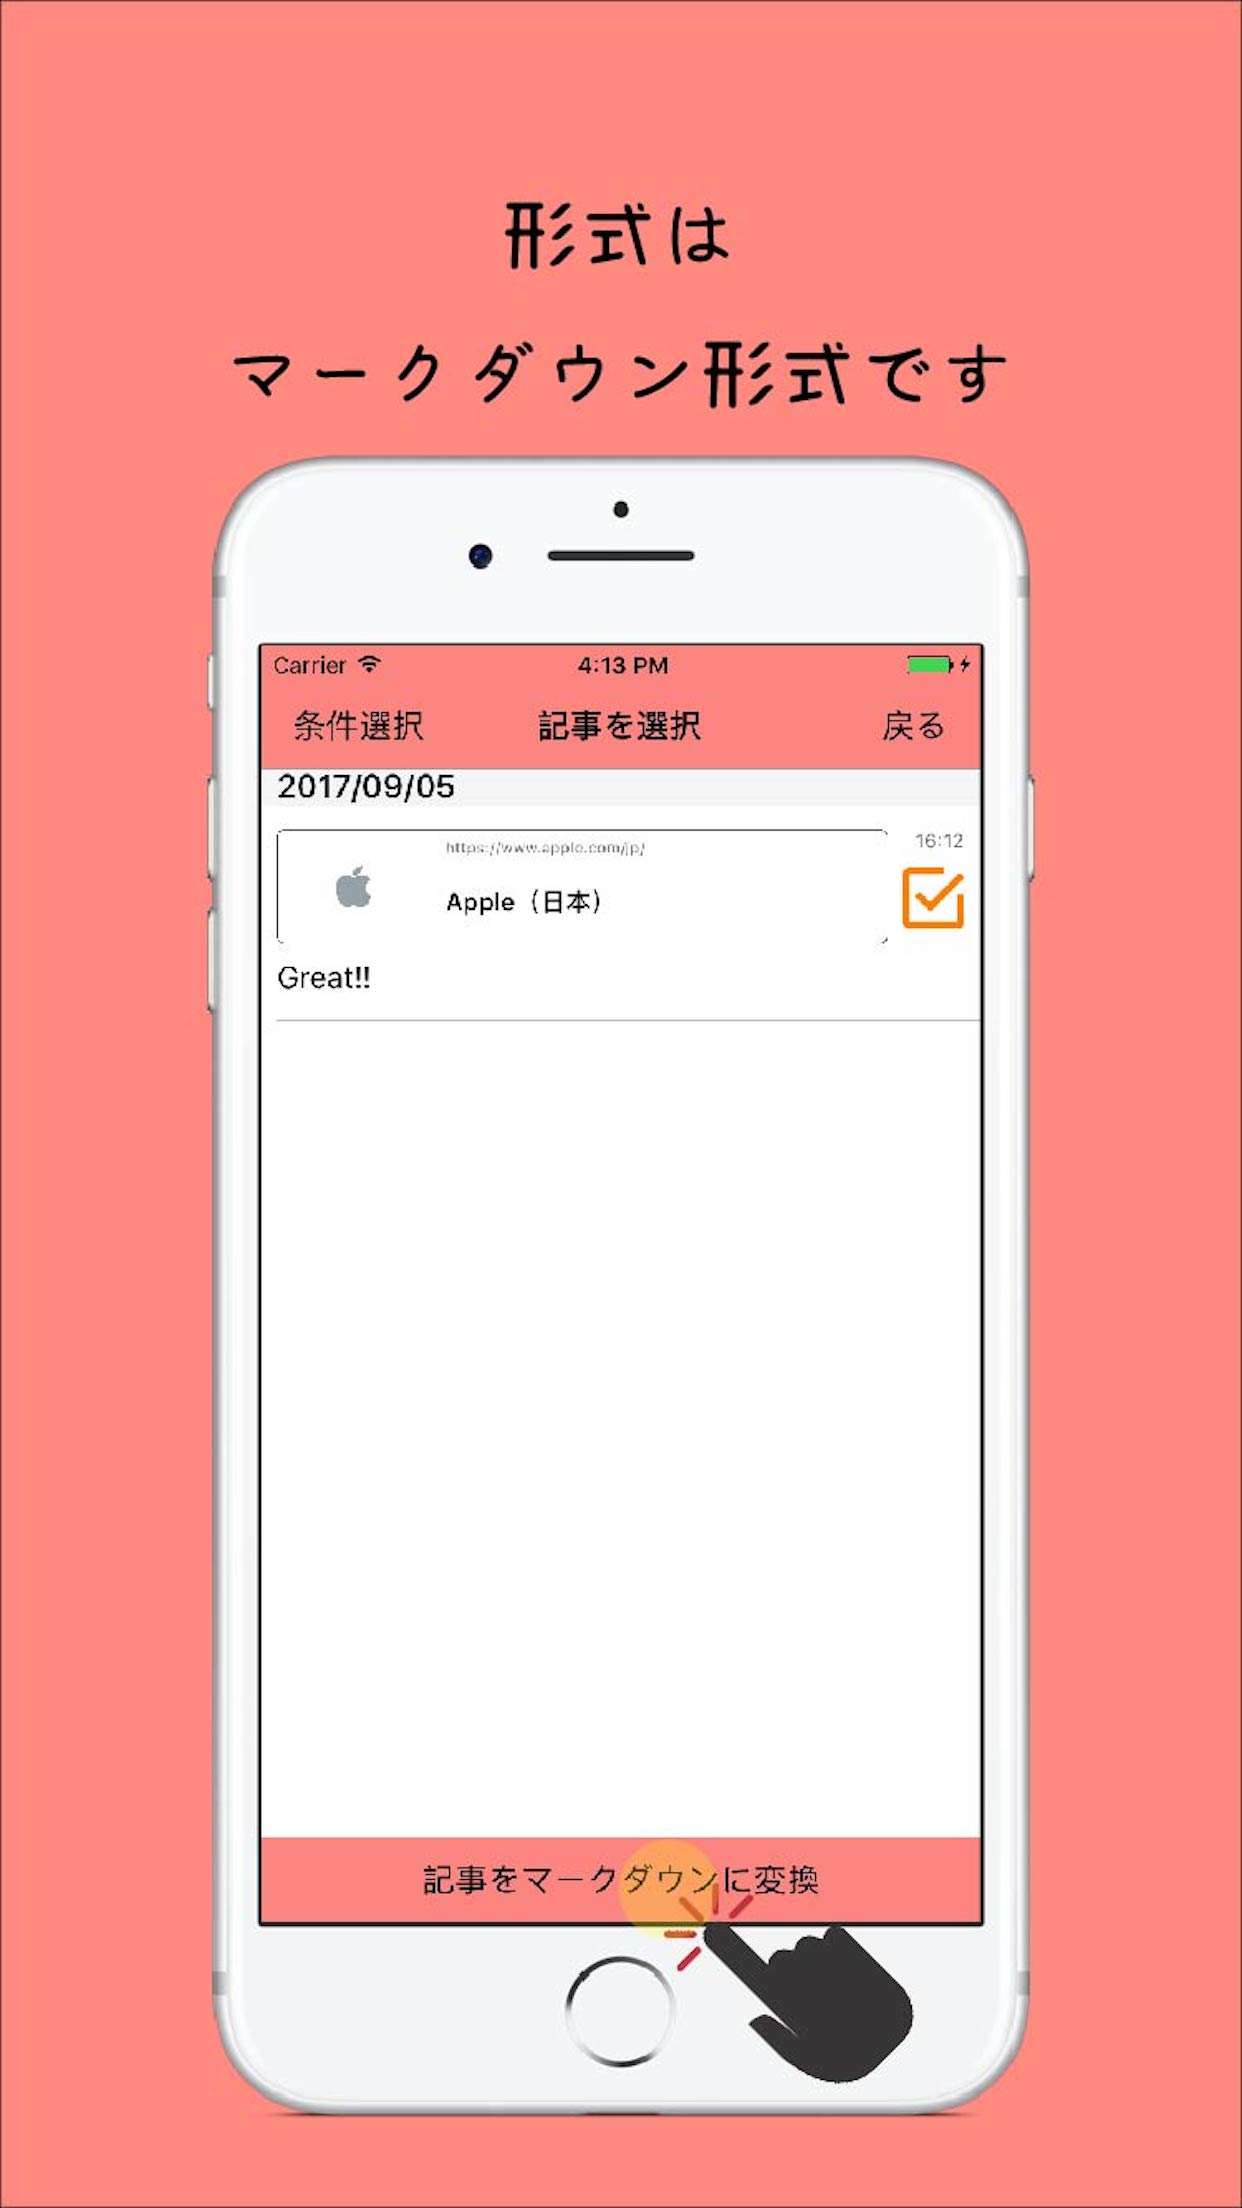 形式は
マークダウン形式です
Carrier 4:13 PM
条件選択 記事を選択 戻る
2017/09/05
https://www.apple.com/jp/ 16:12
Apple（日本）
Great!!
記事をマークダウンに変換